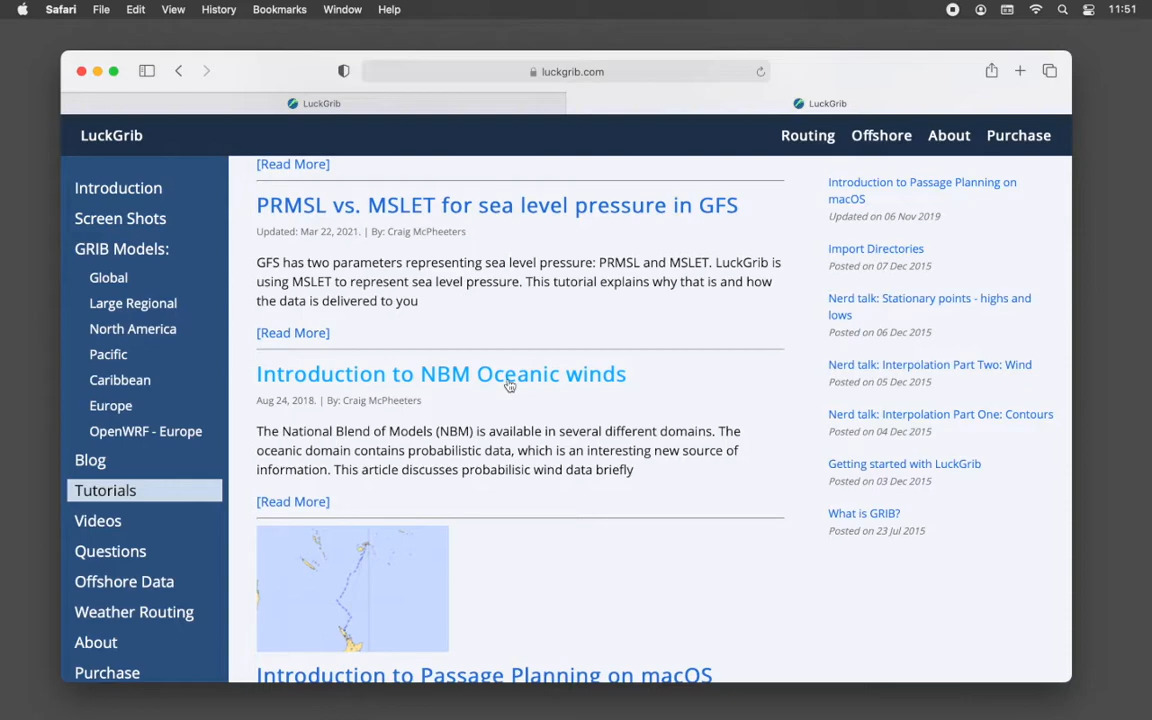 Safari File Edit View History Bookmarks Window Help 11:51
luckgrib.com
LuckGrib LuckGrib
LuckGrib Routing Offshore About Purchase
Introduction
Screen Shots
GRIB Models:
Global
Large Regional
North America
Pacific
Caribbean
Europe
OpenWRF - Europe
Blog
Tutorials
Videos
Questions
Offshore Data
Weather Routing
About
Purchase
[Read More]
PRMSL vs. MSLET for sea level pressure in GFS
Updated: Mar 22, 2021. | By: Craig McPheeters
GFS has two parameters representing sea level pressure: PRMSL and MSLET. LuckGrib is
using MSLET to represent sea level pressure. This tutorial explains why that is and how
the data is delivered to you
[Read More]
Introduction to NBM Oceanic winds
Aug 24, 2018. | By: Craig McPheeters
The National Blend of Models (NBM) is available in several different domains. The
oceanic domain contains probabilistic data, which is an interesting new source of
information. This article discusses probabilisic wind data briefly
[Read More]
Introduction to Passage Planning on macOS
Introduction to Passage Planning on
macOS
Updated on 06 Nov 2019
Import Directories
Posted on 07 Dec 2015
Nerd talk: Stationary points - highs and
lows
Posted on 06 Dec 2015
Nerd talk: Interpolation Part Two: Wind
Posted on 05 Dec 2015
Nerd talk: Interpolation Part One: Contours
Posted on 04 Dec 2015
Getting started with LuckGrib
Posted on 03 Dec 2015
What is GRIB?
Posted on 23 Jul 2015